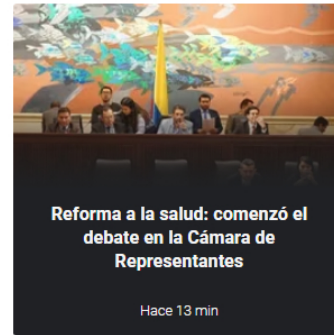 Reforma a la salud: comenzó el
debate en la Cámara de
Representantes
Hace 13 min